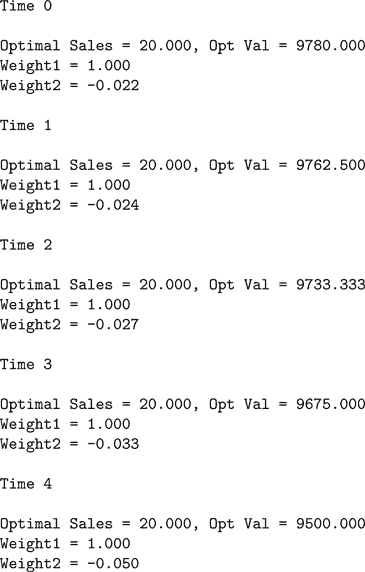 Time 0
Optimal Sales = 20.000, Opt Val = 9780.000
Weight1 = 1.000
Weight2 = -0.022
Time 1
Optimal Sales = 20.000, Opt Val = 9762.500
Weight1 = 1.000
Weight2 = -0.024
Time 2
Optimal Sales = 20.000, Opt Val = 9733.333
Weight1 = 1.000
Weight2 = -0.027
Time 3
Optimal Sales = 20.000, Opt Val = 9675.000
Weight1 = 1.000
Weight2 = -0.033
Time 4
Optimal Sales = 20.000, Opt Val = 9500.000
Weight1 = 1.000
Weight2 = -0.050